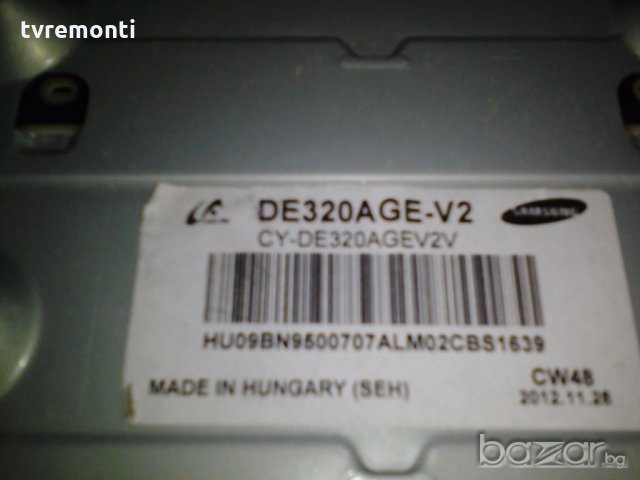 tvremonti
DE320AGE-V2
SAMSUNG
CY-DE320AGEV2V
HU09BN9500707ALM02CBS1639
MADE IN HUNGARY (SEH)
CW48
2012.11.28
bazar.bg